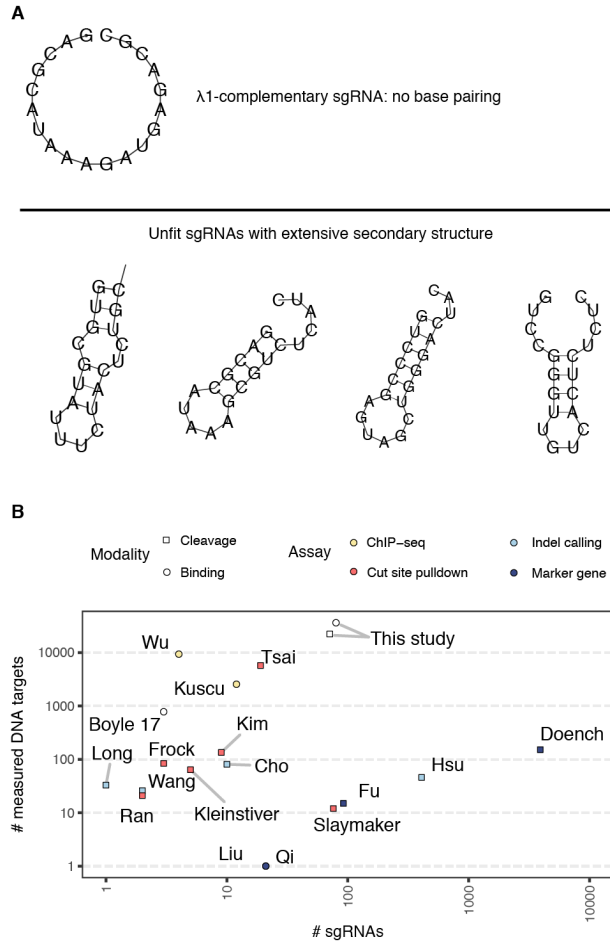 A
GACGCAUAAAGAUGAGACGC
λ1-complementary sgRNA: no base pairing
Unfit sgRNAs with extensive secondary structure
GACGCAUAAAGCGUCUCAUC
B
Modality
Cleavage
Binding
Assay
ChIP−seq
Cut site pulldown
Indel calling
Marker gene
# measured DNA targets
10000
1000
100
10
1
This study
Wu
Tsai
Kuscu
Boyle 17
Kim
Doench
Long
Frock
Cho
Hsu
Wang
Ran
Kleinstiver
Fu
Slaymaker
Liu
Qi
1
10
100
1000
10000
# sgRNAs